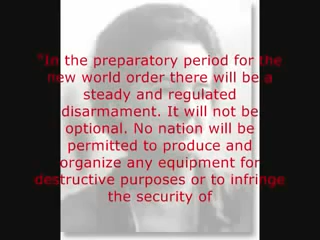 "In the preparatory period for the
new world order there will be a
steady and regulated
disarmament. It will not be
optional. No nation will be
permitted to produce and
organize any equipment for
destructive purposes or to infringe
the security of